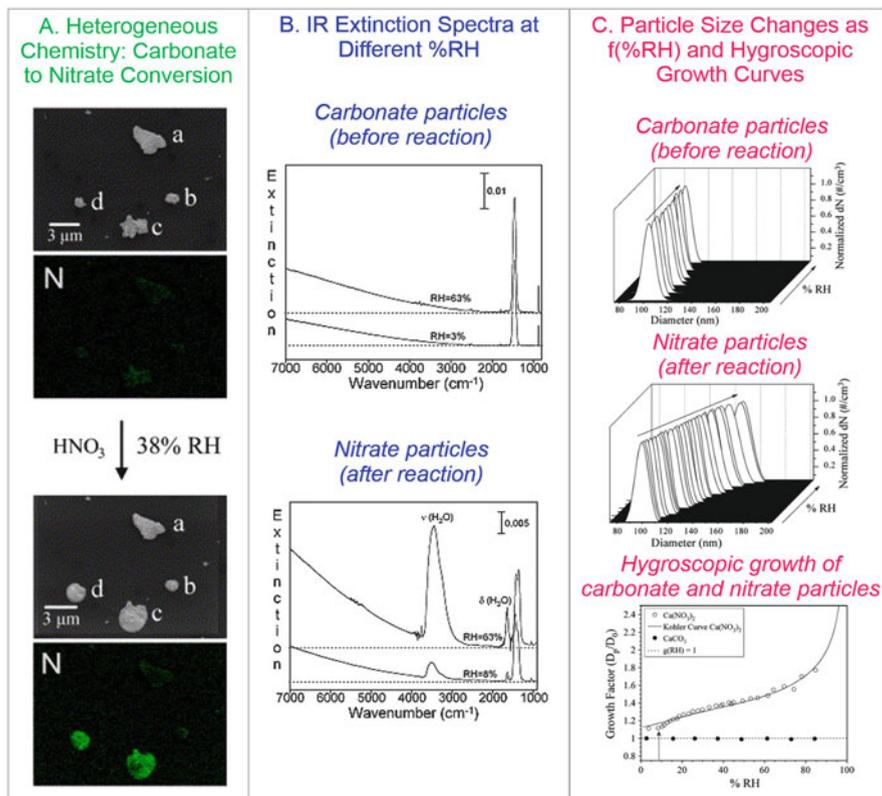 A. Heterogeneous
Chemistry: Carbonate
to Nitrate Conversion
a
d
b
c
3 µm
N
HNO3
38% RH
a
d
b
c
3 µm
N
B. IR Extinction Spectra at
Different %RH
Carbonate particles
(before reaction)
Extinction
0.01
RH=63%
RH=3%
7000 6000 5000 4000 3000 2000 1000
Wavenumber (cm-1)
Nitrate particles
(after reaction)
Extinction
ν (H2O)
0.005
δ (H2O)
RH=63%
RH=8%
7000 6000 5000 4000 3000 2000 1000
Wavenumber (cm-1)
C. Particle Size Changes as
f(%RH) and Hygroscopic
Growth Curves
Carbonate particles
(before reaction)
1.0
0.8
0.6
0.4
0.2
Normalized dN (#/cm3)
% RH
80 100 120 140 160 180 200
Diameter (nm)
Nitrate particles
(after reaction)
1.0
0.8
0.6
0.4
0.2
Normalized dN (#/cm3)
% RH
80 100 120 140 160 180 200
Diameter (nm)
Hygroscopic growth of
carbonate and nitrate particles
Growth Factor (Dp/D0)
2.4
2.2
2.0
1.8
1.6
1.4
1.2
1
0.8
Ca(NO3)2
Kohler Curve Ca(NO3)2
CaCO3
g(RH) = 1
0 20 40 60 80 100
% RH